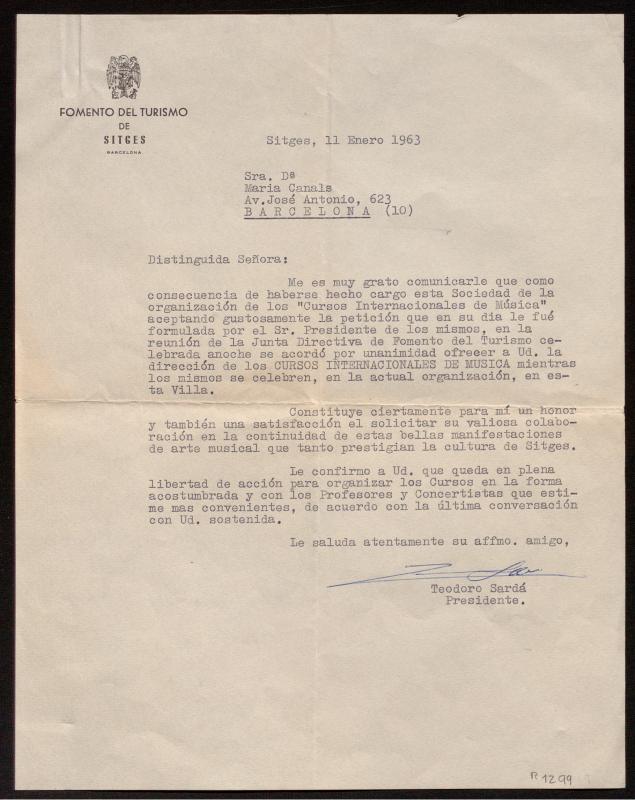 FOMENTO DEL TURISMO
DE
SITGES
BARCELONA
Sitges, 11 Enero 1963
Sra. Dª
Maria Canals
Av.José Antonio, 623
BARCELONA (10)
Distinguida Señora:
Me es muy grato comunicarle que como
consecuencia de haberse hecho cargo esta Sociedad de la
organización de los "Cursos Internacionales de Música"
aceptando gustosamente la petición que en su día le fué
formulada por el Sr. Presidente de los mismos, en la
reunión de la Junta Directiva de Fomento del Turismo ce-
lebrada anoche se acordó por unanimidad ofrecer a Ud. la
dirección de los CURSOS INTERNACIONALES DE MUSICA mientras
los mismos se celebren, en la actual organización, en es-
ta Villa.
Constituye ciertamente para mí un honor
y también una satisfacción el solicitar su valiosa colabo-
ración en la continuidad de estas bellas manifestaciones
de arte musical que tanto prestigian la cultura de Sitges.
Le confirmo a Ud. que queda en plena
libertad de acción para organizar los Cursos en la forma
acostumbrada y con los Profesores y Concertistas que esti-
me mas convenientes, de acuerdo con la última conversación
con Ud. sostenida.
Le saluda atentamente su affmo. amigo,
Teodoro Sardá
Presidente.
R 1299